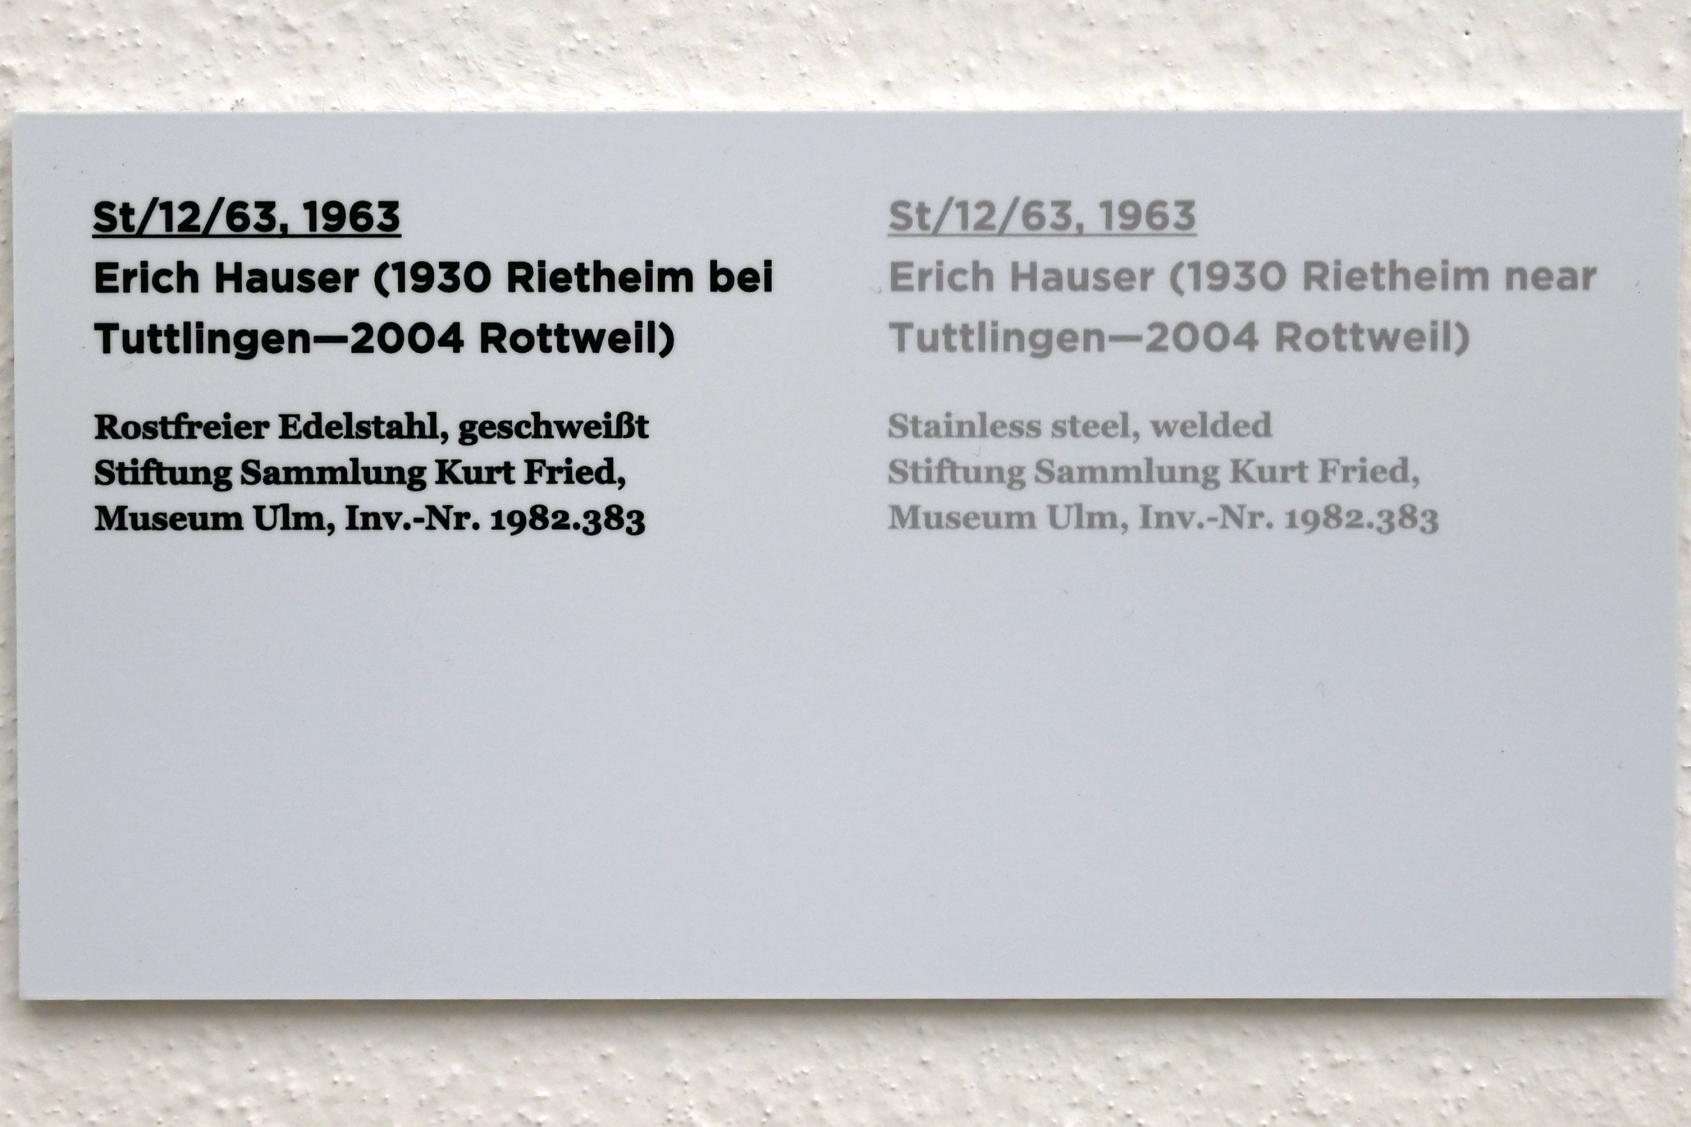 St/12/63, 1963
Erich Hauser (1930 Rietheim bei
Tuttlingen—2004 Rottweil)
Rostfreier Edelstahl, geschweißt
Stiftung Sammlung Kurt Fried,
Museum Ulm, Inv.-Nr. 1982.383
St/12/63, 1963
Erich Hauser (1930 Rietheim near
Tuttlingen—2004 Rottweil)
Stainless steel, welded
Stiftung Sammlung Kurt Fried,
Museum Ulm, Inv.-Nr. 1982.383